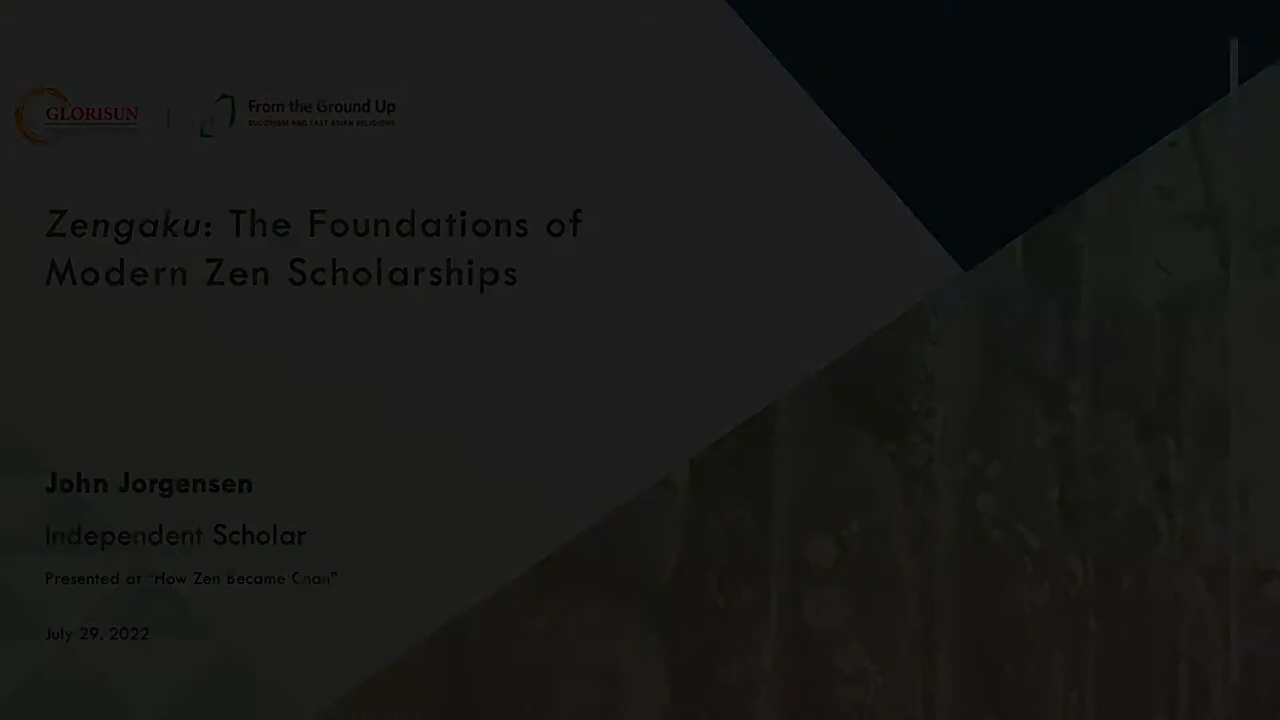 GLORISUN
From the Ground Up
BUDDHISM AND EAST ASIAN RELIGIONS
Zengaku: The Foundations of
Modern Zen Scholarships
John Jorgensen
Independent Scholar
Presented at "How Zen Became Chan"
July 29, 2022